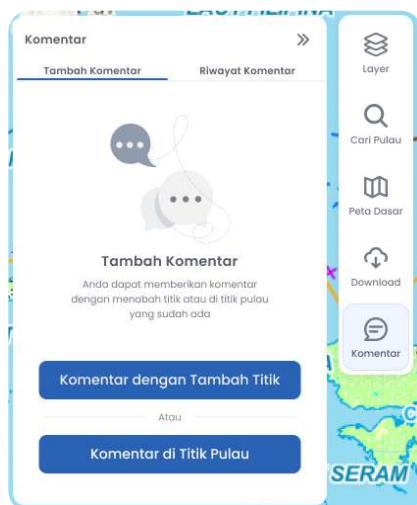 Komentar
Tambah Komentar
Riwayat Komentar
Tambah Komentar
Anda dapat memberikan komentar
dengan menabah titik atau di titik pulau
yang sudah ada
Komentar dengan Tambah Titik
Atau
Komentar di Titik Pulau
Layer
Cari Pulau
Peta Dasar
Download
Komentar
SERAM